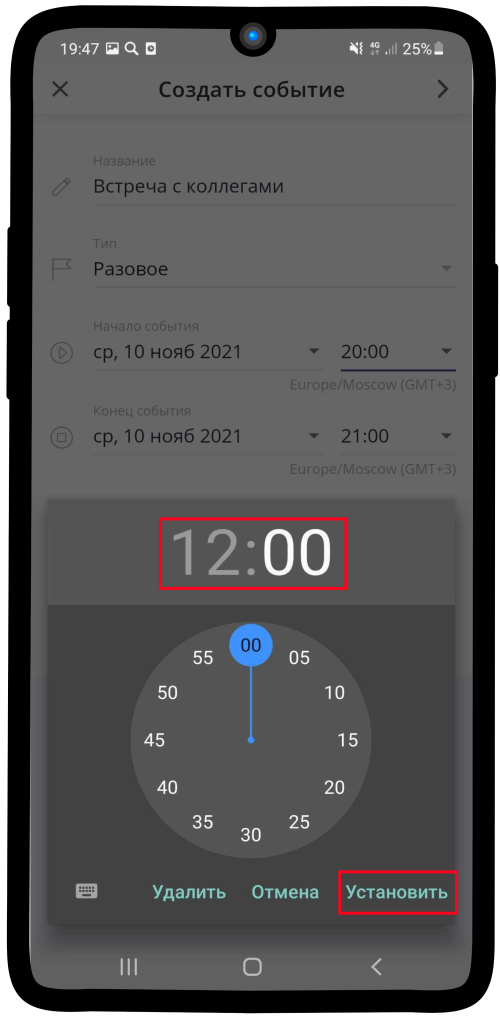 19:47 4G 25%
Создать событие
Название
Встреча с коллегами
Тип
Разовое
Начало события
ср, 10 нояб 2021 20:00
Europe/Moscow (GMT+3)
Конец события
ср, 10 нояб 2021 21:00
Europe/Moscow (GMT+3)
12:00
00
55 05
50 10
45 15
40 20
35 25
30
Удалить Отмена Установить